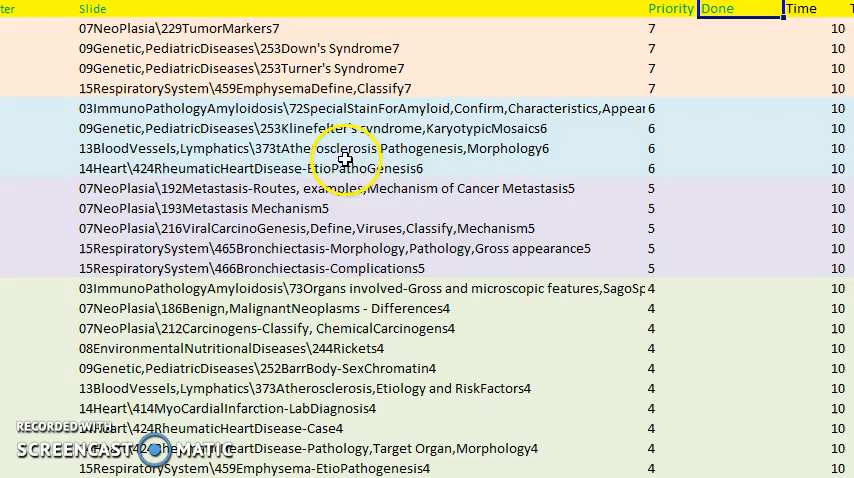 ter Slide Priority Done Time T
07NeoPlasia\229TumorMarkers7 7 10
09Genetic,PediatricDiseases\253Down's Syndrome7 7 10
09Genetic,PediatricDiseases\253Turner's Syndrome7 7 10
15RespiratorySystem\459EmphysemaDefine,Classify7 7 10
03ImmunoPathologyAmyloidosis\72SpecialStainForAmyloid,Confirm,Characteristics,Appear 6 10
09Genetic,PediatricDiseases\253Klinefelter's syndrome,KaryotypicMosaics6 6 10
13BloodVessels,Lymphatics\373tAtherosclerosis Pathogenesis,Morphology6 6 10
14Heart\424RheumaticHeartDisease-EtioPathoGenesis6 6 10
07NeoPlasia\192Metastasis-Routes, examples,Mechanism of Cancer Metastasis5 5 10
07NeoPlasia\193Metastasis Mechanism5 5 10
07NeoPlasia\216ViralCarcinoGenesis,Define,Viruses,Classify,Mechanism5 5 10
15RespiratorySystem\465Bronchiectasis-Morphology,Pathology,Gross appearance5 5 10
15RespiratorySystem\466Bronchiectasis-Complications5 5 10
03ImmunoPathologyAmyloidosis\73Organs involved-Gross and microscopic features,SagoSp 4 10
07NeoPlasia\186Benign,MalignantNeoplasms - Differences4 4 10
07NeoPlasia\212Carcinogens-Classify, ChemicalCarcinogens4 4 10
08EnvironmentalNutritionalDiseases\244Rickets4 4 10
09Genetic,PediatricDiseases\252BarrBody-SexChromatin4 4 10
13BloodVessels,Lymphatics\373Atherosclerosis,Etiology and RiskFactors4 4 10
14Heart\414MyoCardialInfarction-LabDiagnosis4 4 10
14Heart\424RheumaticHeartDisease-Case4 4 10
14Heart\424RheumaticHeartDisease-Pathology,Target Organ,Morphology4 4 10
15RespiratorySystem\459Emphysema-EtioPathogenesis4 4 10
RECORDED WITH
SCREENCAST MATIC